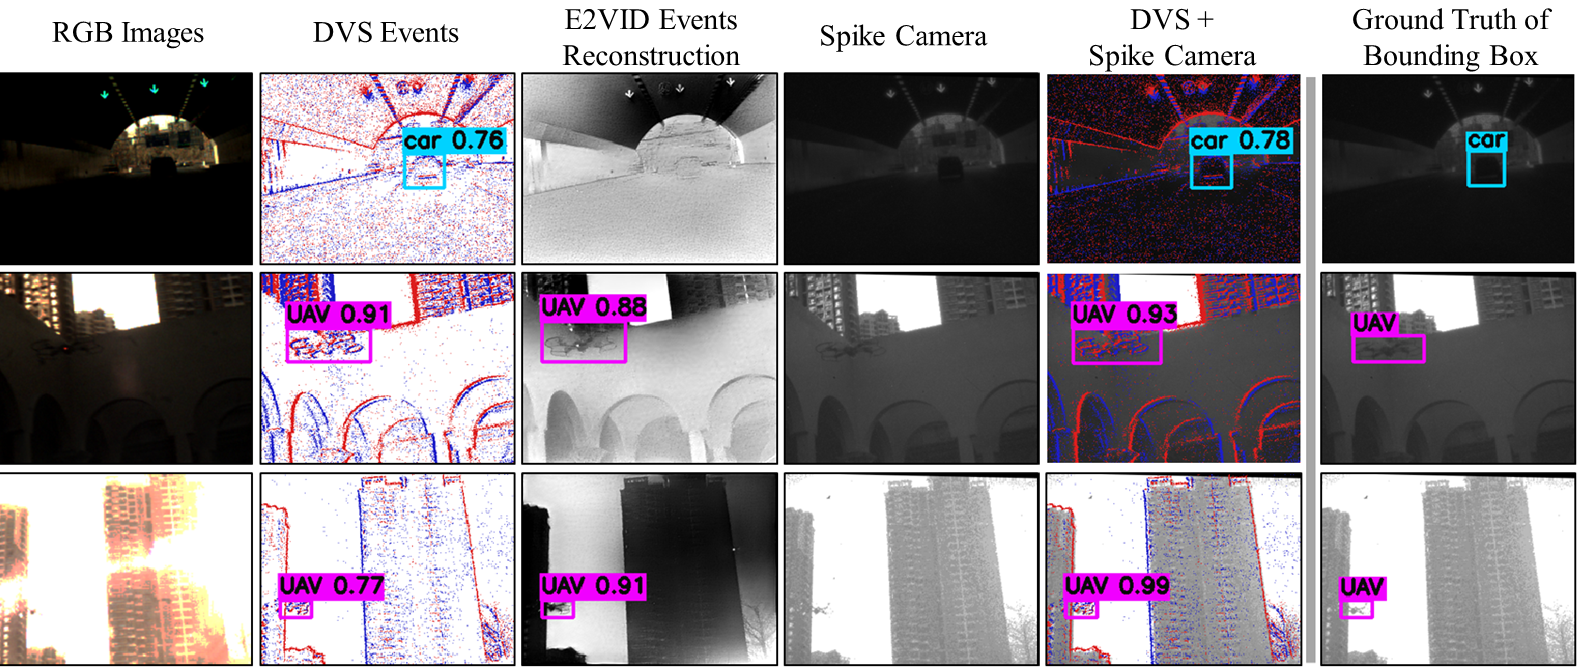 RGB Images
DVS Events
E2VID Events
Reconstruction
Spike Camera
DVS +
Spike Camera
Ground Truth of
Bounding Box
car 0.76
car 0.78
car
UAV 0.91
UAV 0.88
UAV 0.93
UAV
UAV 0.77
UAV 0.91
UAV 0.99
UAV